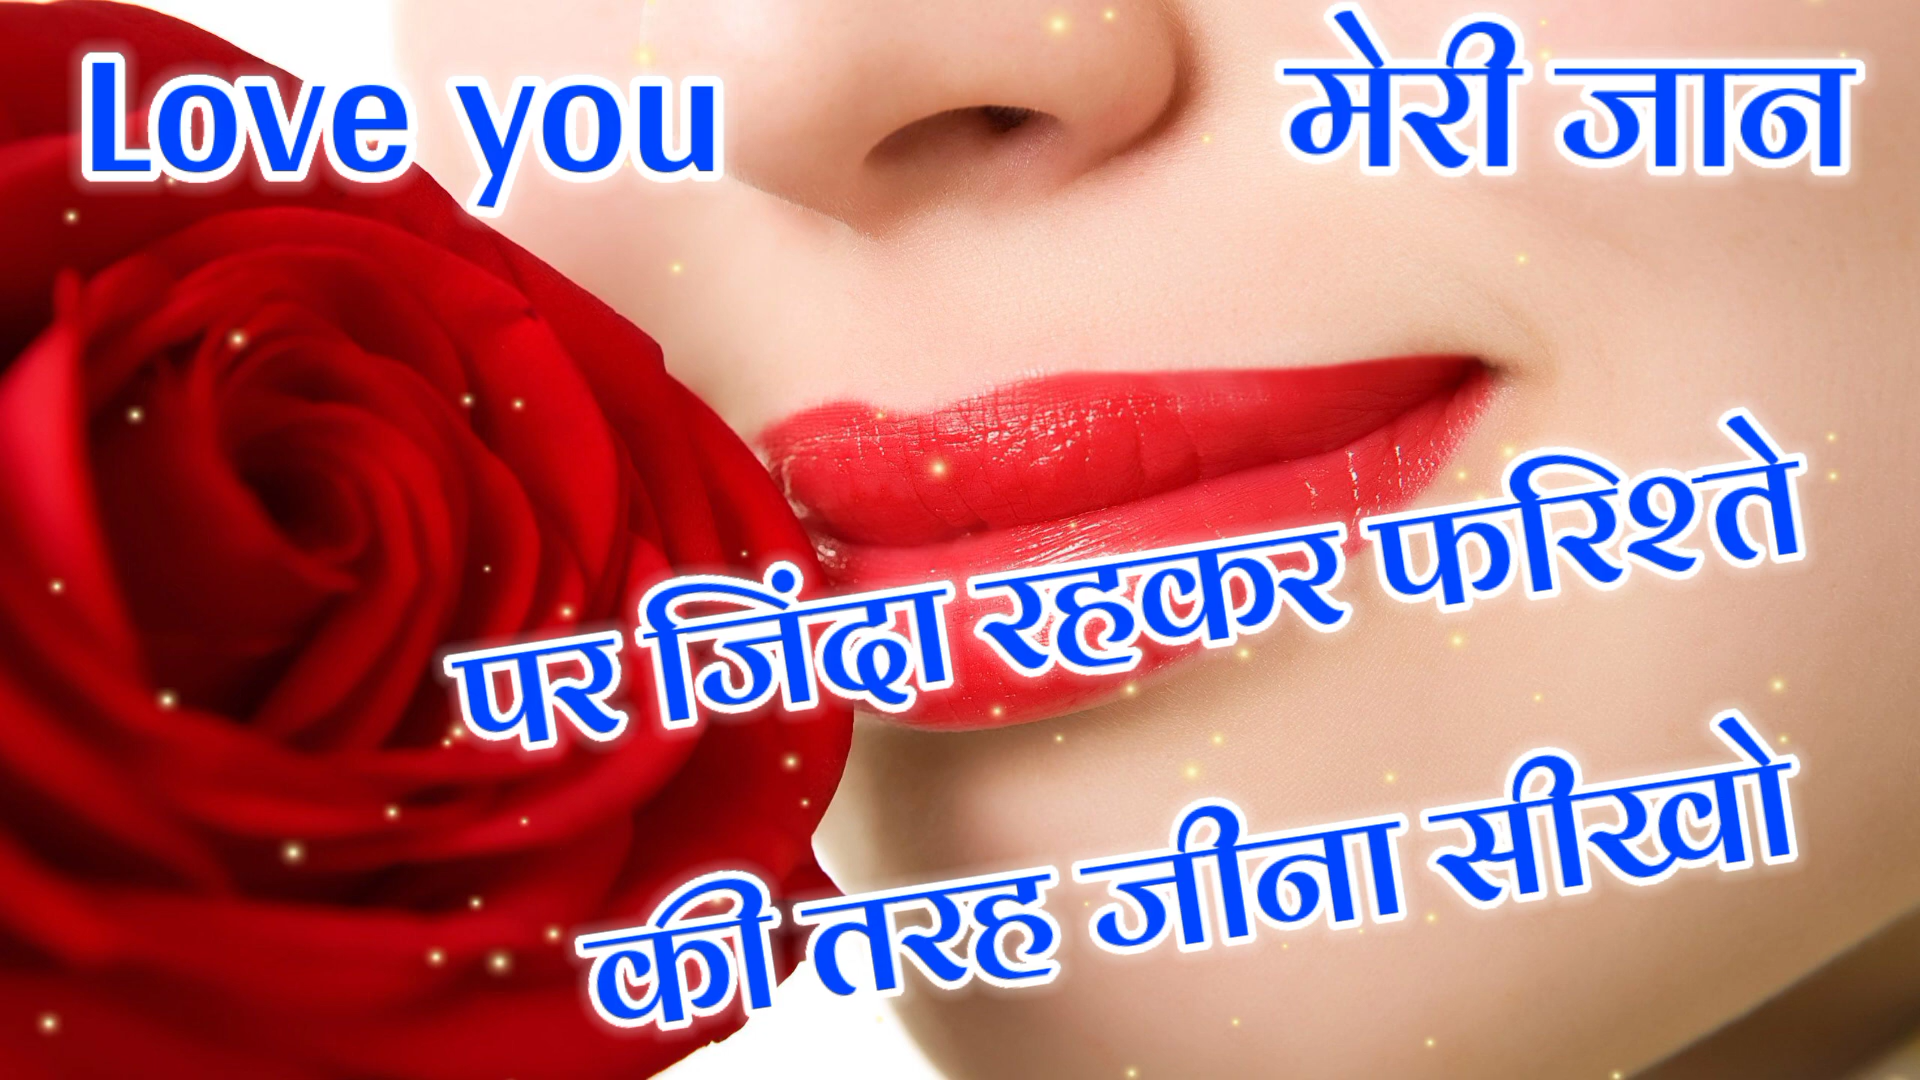 Love you मेरी जान
पर जिंदा रहकर फरिश्ते
की तरह जीना सीखो